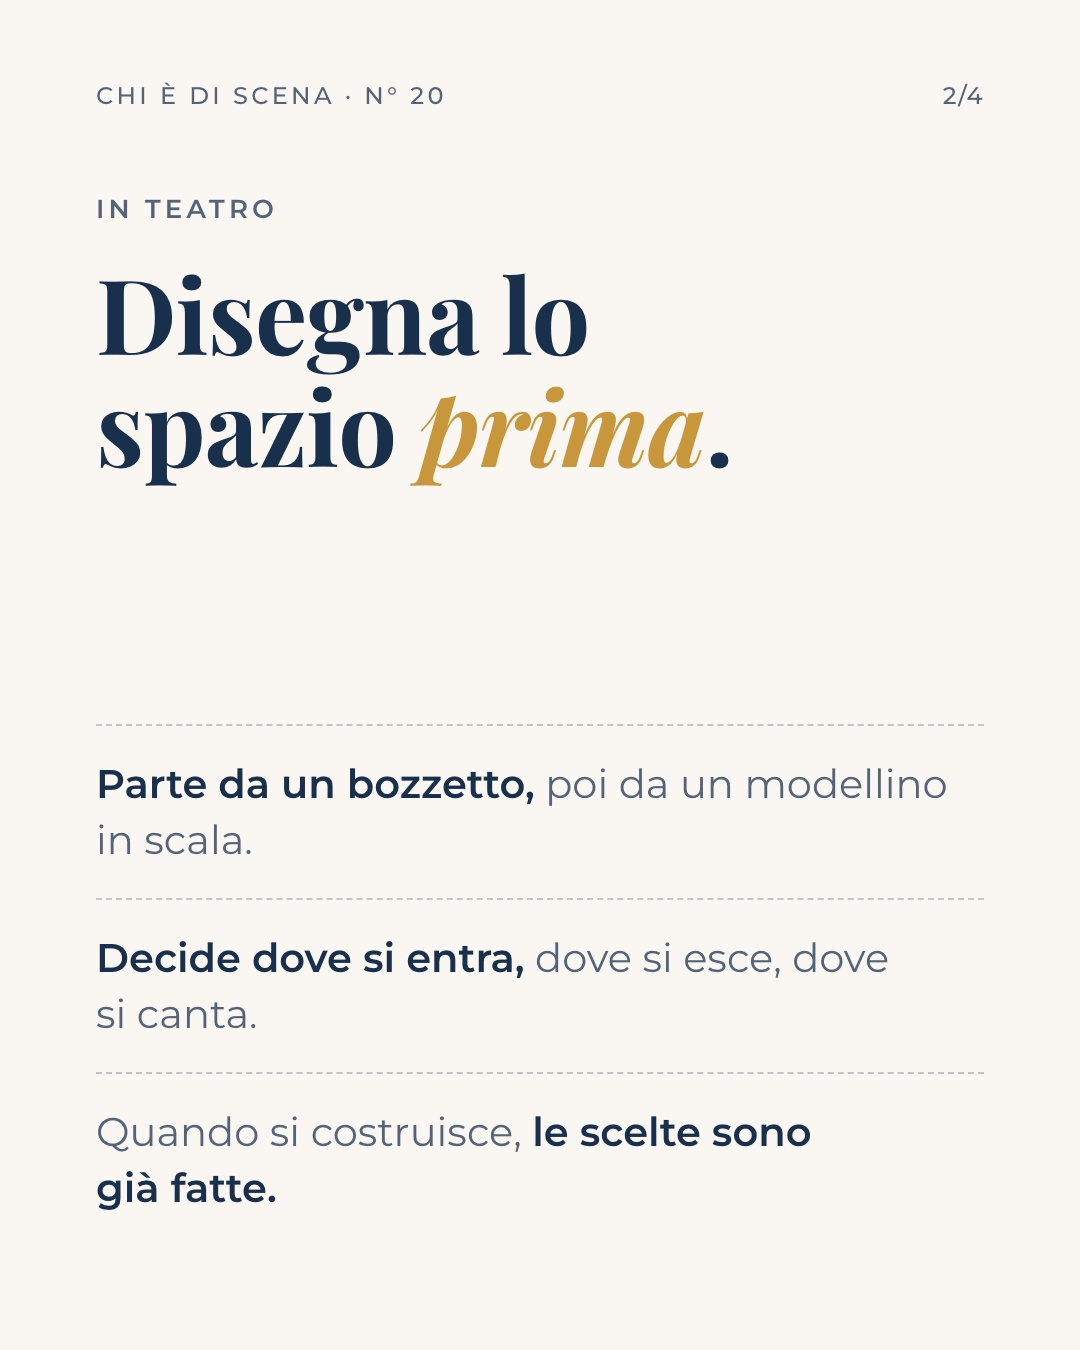 CHI È DI SCENA · N° 20
2/4
IN TEATRO
Disegna lo
spazio prima.
Parte da un bozzetto, poi da un modellino
in scala.
Decide dove si entra, dove si esce, dove
si canta.
Quando si costruisce, le scelte sono
già fatte.